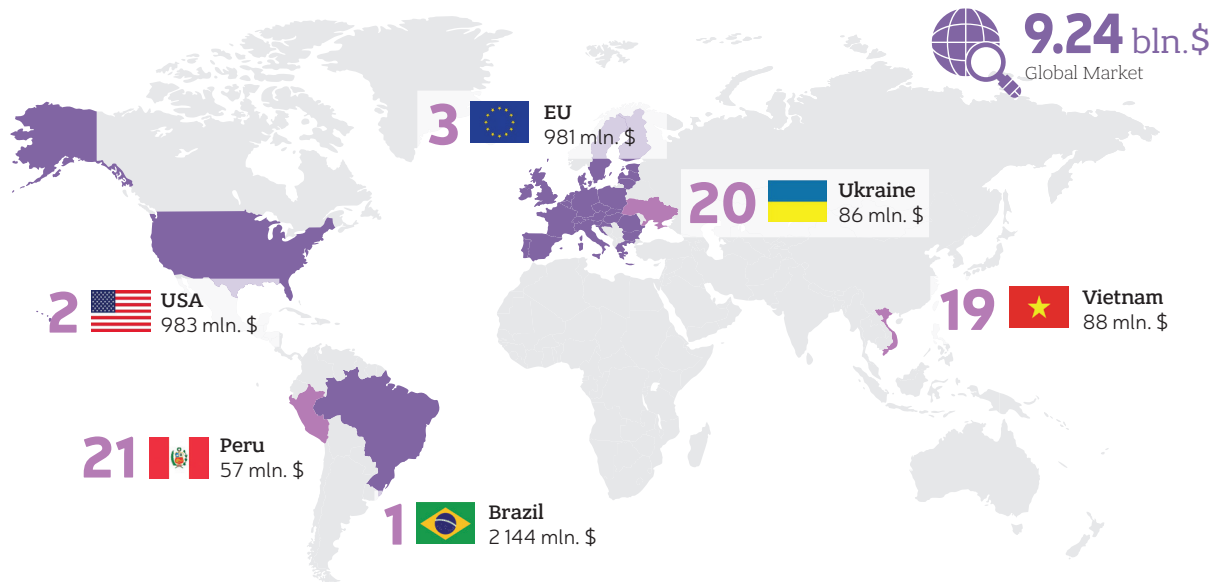 9.24 bln.$
Global Market
3
EU
981 mln. $
20
Ukraine
86 mln. $
2
USA
983 mln. $
19
Vietnam
88 mln. $
21
Peru
57 mln. $
1
Brazil
2 144 mln. $